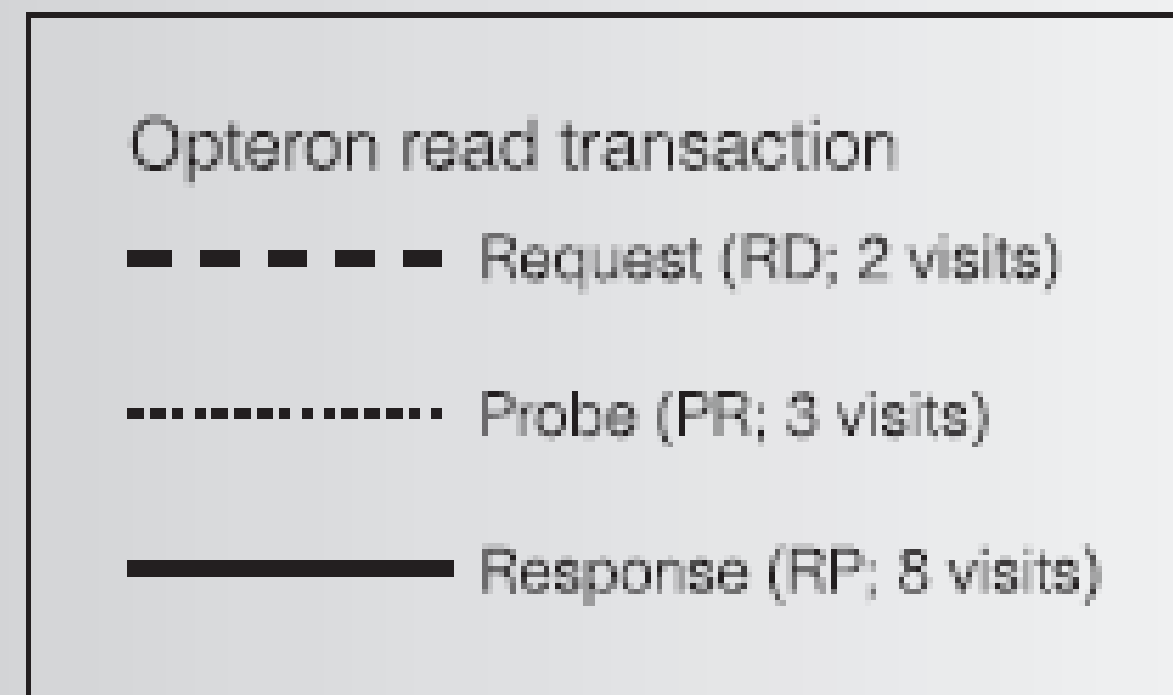 Opteron read transaction
Request (RD; 2 visits)
Probe (PR; 3 visits)
Response (RP; 8 visits)